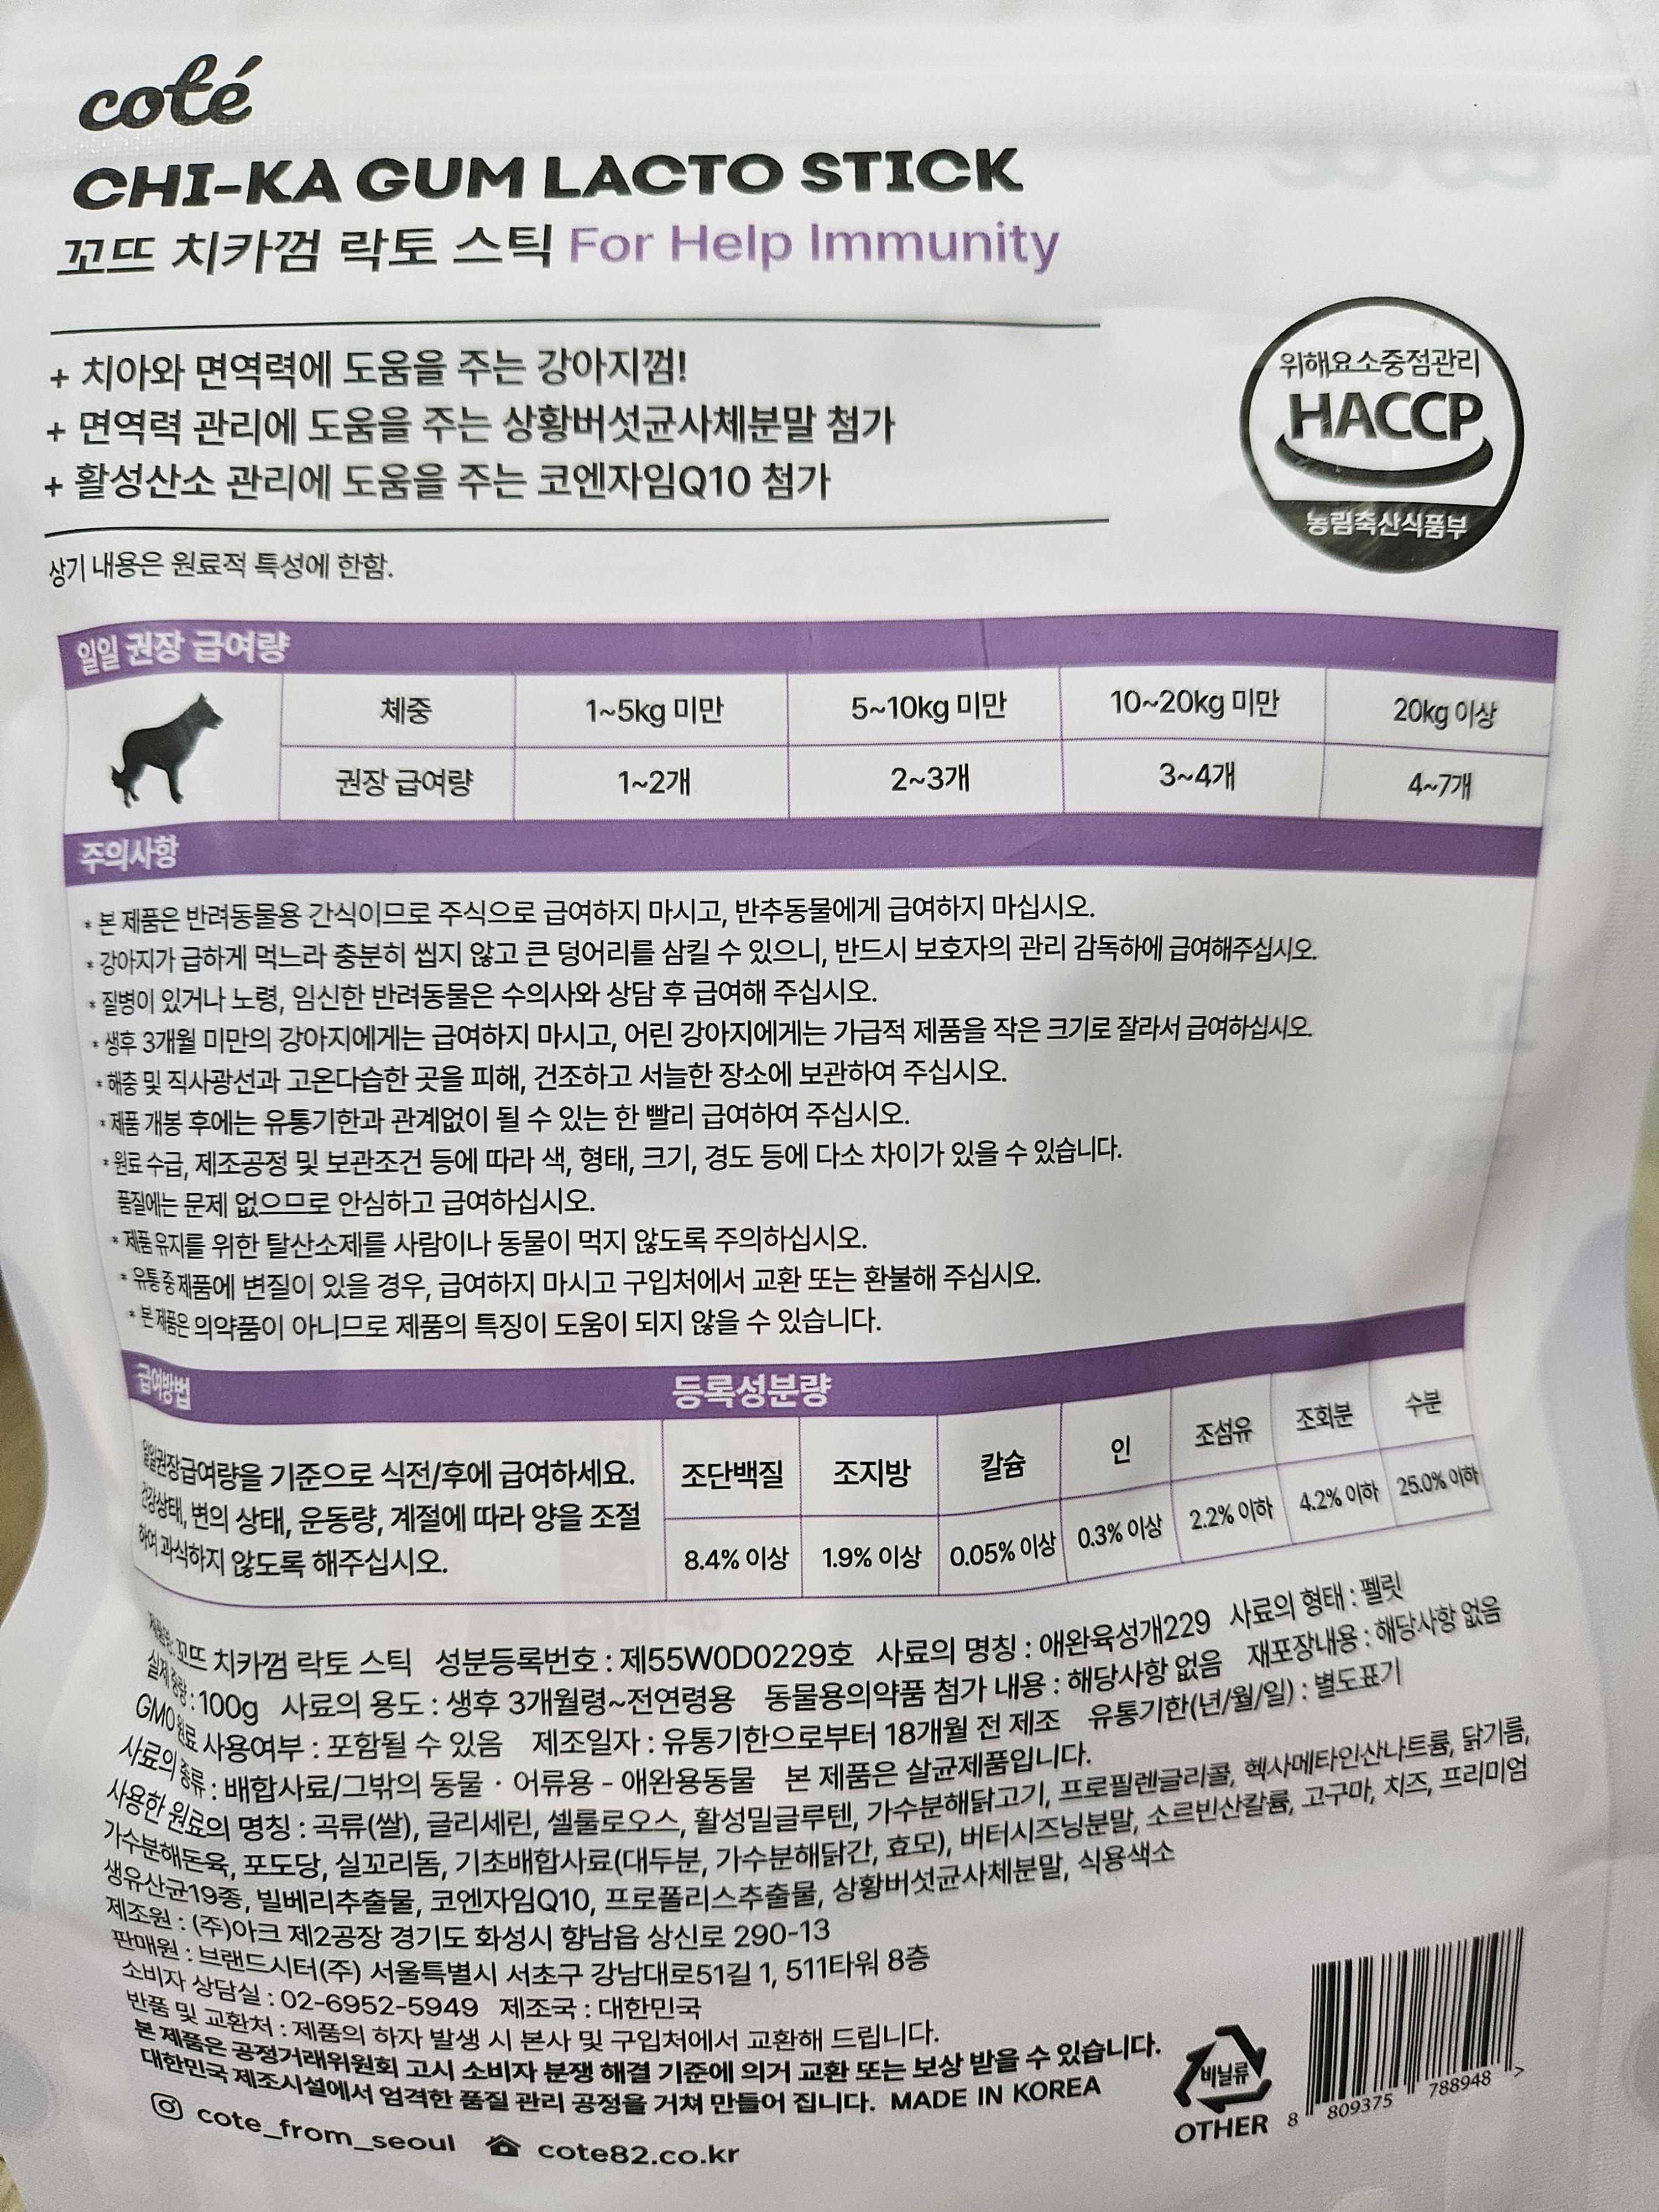 coté
CHI-KA GUM LACTO STICK
꼬뜨 치카껌 락토 스틱 For Help Immunity
+ 치아와 면역력에 도움을 주는 강아지껌!
+ 면역력 관리에 도움을 주는 상황버섯균사체분말 첨가
+ 활성산소 관리에 도움을 주는 코엔자임Q10 첨가
상기 내용은 원료적 특성에 한함.
위해요소중점관리
HACCP
농림축산식품부
일일 권장 급여량
체중 1~5kg 미만 5~10kg 미만 10~20kg 미만 20kg 이상
권장 급여량 1~2개 2~3개 3~4개 4~7개
주의사항
* 본 제품은 반려동물용 간식이므로 주식으로 급여하지 마시고, 반추동물에게 급여하지 마십시오.
* 강아지가 급하게 먹느라 충분히 씹지 않고 큰 덩어리를 삼킬 수 있으니, 반드시 보호자의 관리 감독하에 급여해주십시오.
* 질병이 있거나 노령, 임신한 반려동물은 수의사와 상담 후 급여해 주십시오.
* 생후 3개월 미만의 강아지에게는 급여하지 마시고, 어린 강아지에게는 가급적 제품을 작은 크기로 잘라서 급여하십시오.
* 해충 및 직사광선과 고온다습한 곳을 피해, 건조하고 서늘한 장소에 보관하여 주십시오.
* 제품 개봉 후에는 유통기한과 관계없이 될 수 있는 한 빨리 급여하여 주십시오.
* 원료 수급, 제조공정 및 보관조건 등에 따라 색, 형태, 크기, 경도 등에 다소 차이가 있을 수 있습니다.
품질에는 문제 없으므로 안심하고 급여하십시오.
* 제품 유지를 위한 탈산소제를 사람이나 동물이 먹지 않도록 주의하십시오.
* 유통 중 제품에 변질이 있을 경우, 급여하지 마시고 구입처에서 교환 또는 환불해 주십시오.
* 본 제품은 의약품이 아니므로 제품의 특징이 도움이 되지 않을 수 있습니다.
급여방법
일일권장급여량을 기준으로 식전/후에 급여하세요.
건강상태, 변의 상태, 운동량, 계절에 따라 양을 조절
하여 과식하지 않도록 해주십시오.
등록성분량
조단백질 조지방 칼슘 인 조섬유 조회분 수분
8.4% 이상 1.9% 이상 0.05% 이상 0.3% 이상 2.2% 이하 4.2% 이하 25.0% 이하
제품명 : 꼬뜨 치카껌 락토 스틱 성분등록번호 : 제55W0D0229호 사료의 명칭 : 애완육성개229 사료의 형태 : 펠릿
실제 중량 : 100g 사료의 용도 : 생후 3개월령~전연령용 동물용의약품 첨가 내용 : 해당사항 없음 재포장내용 : 해당사항 없음
GMO원료 사용여부 : 포함될 수 있음 제조일자 : 유통기한으로부터 18개월 전 제조 유통기한(년/월/일) : 별도표기
사료의 종류 : 배합사료/그밖의 동물 · 어류용 - 애완용동물 본 제품은 살균제품입니다.
사용한 원료의 명칭 : 곡류(쌀), 글리세린, 셀룰로오스, 활성밀글루텐, 가수분해닭고기, 프로필렌글리콜, 헥사메타인산나트륨, 닭기름,
가수분해돈육, 포도당, 실꼬리돔, 기초배합사료(대두분, 가수분해닭간, 효모), 버터시즈닝분말, 소르빈산칼륨, 고구마, 치즈, 프리미엄
생유산균19종, 빌베리추출물, 코엔자임Q10, 프로폴리스추출물, 상황버섯균사체분말, 식용색소
제조원 : (주)아크 제2공장 경기도 화성시 향남읍 상신로 290-13
판매원 : 브랜드시터(주) 서울특별시 서초구 강남대로51길 1, 511타워 8층
소비자 상담실 : 02-6952-5949 제조국 : 대한민국
반품 및 교환처 : 제품의 하자 발생 시 본사 및 구입처에서 교환해 드립니다.
본 제품은 공정거래위원회 고시 소비자 분쟁 해결 기준에 의거 교환 또는 보상 받을 수 있습니다.
대한민국 제조시설에서 엄격한 품질 관리 공정을 거쳐 만들어 집니다. MADE IN KOREA
cote_from_seoul cote82.co.kr
비닐류
OTHER
8 809375 788948 >